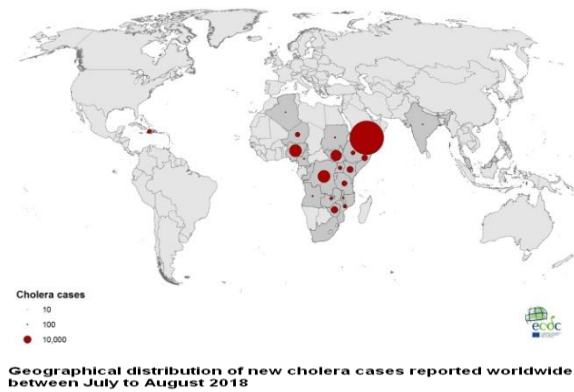 Cholera cases
10
100
10,000
ecdc
Geographical distribution of new cholera cases reported worldwide
between July to August 2018